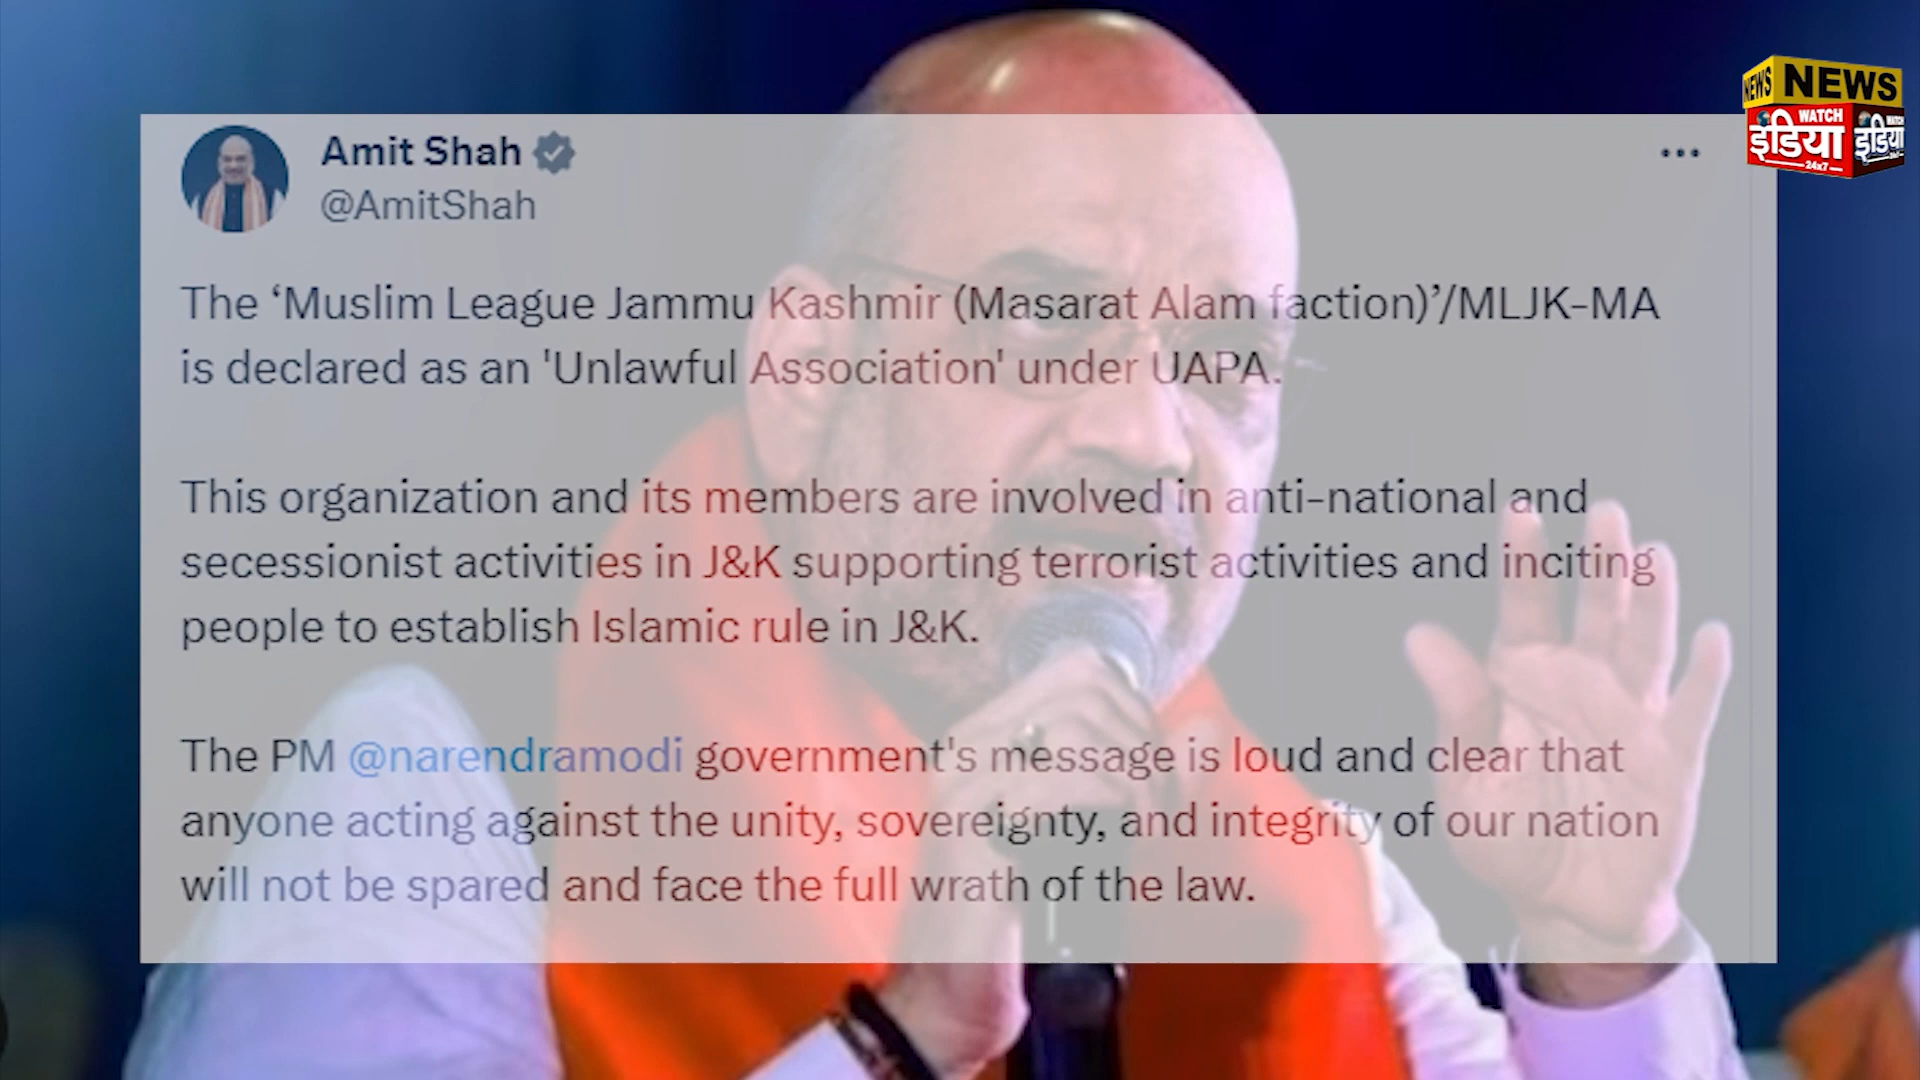 NEWS NEWS
WATCH
इंडिया
24x7
WATCH
इंडिया
Amit Shah
@AmitShah
The ‘Muslim League Jammu Kashmir (Masarat Alam faction)’/MLJK-MA
is declared as an 'Unlawful Association' under UAPA.
This organization and its members are involved in anti-national and
secessionist activities in J&K supporting terrorist activities and inciting
people to establish Islamic rule in J&K.
The PM @narendramodi government's message is loud and clear that
anyone acting against the unity, sovereignty, and integrity of our nation
will not be spared and face the full wrath of the law.